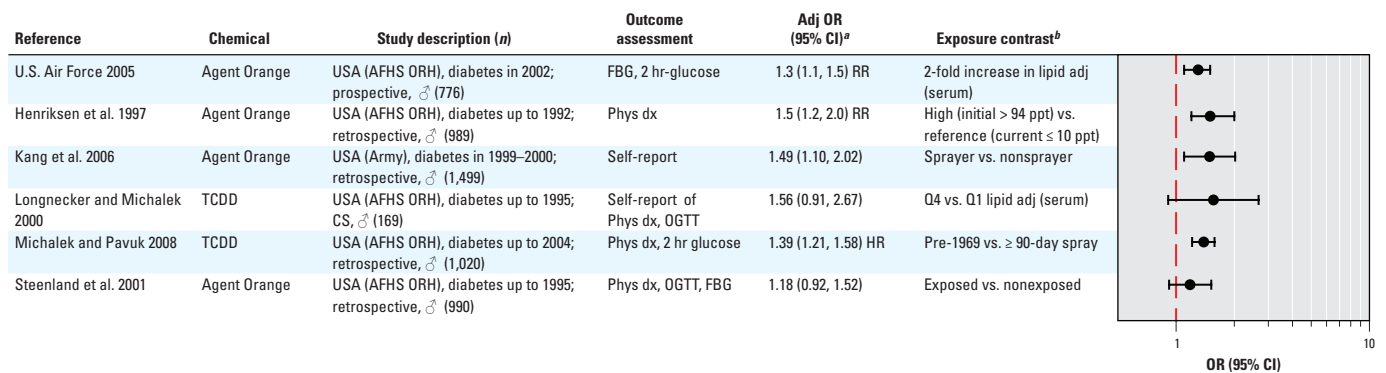 Reference Chemical Study description (n) Outcome assessment Adj OR (95% CI)a Exposure contrastb
U.S. Air Force 2005 Agent Orange USA (AFHS ORH), diabetes in 2002; FBG, 2 hr-glucose 1.3 (1.1, 1.5) RR 2-fold increase in lipid adj
prospective, ♂ (776) (serum)
Henriksen et al. 1997 Agent Orange USA (AFHS ORH), diabetes up to 1992; Phys dx 1.5 (1.2, 2.0) RR High (initial > 94 ppt) vs.
retrospective, ♂ (989) reference (current ≤ 10 ppt)
Kang et al. 2006 Agent Orange USA (Army), diabetes in 1999–2000; Self-report 1.49 (1.10, 2.02) Sprayer vs. nonsprayer
retrospective, ♂ (1,499)
Longnecker and Michalek TCDD USA (AFHS ORH), diabetes up to 1995; Self-report of 1.56 (0.91, 2.67) Q4 vs. Q1 lipid adj (serum)
2000 CS, ♂ (169) Phys dx, OGTT
Michalek and Pavuk 2008 TCDD USA (AFHS ORH), diabetes up to 2004; Phys dx, 2 hr glucose 1.39 (1.21, 1.58) HR Pre-1969 vs. ≥ 90-day spray
retrospective, ♂ (1,020)
Steenland et al. 2001 Agent Orange USA (AFHS ORH), diabetes up to 1995; Phys dx, OGTT, FBG 1.18 (0.92, 1.52) Exposed vs. nonexposed
retrospective, ♂ (990)
1 10
OR (95% CI)